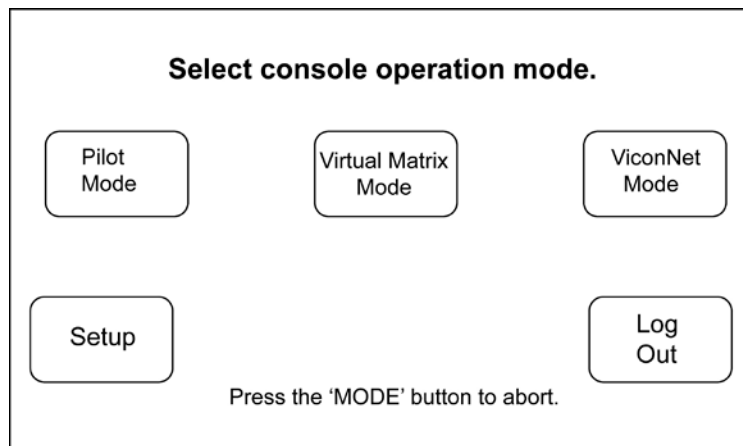 Select console operation mode.
Pilot
Mode
Virtual Matrix
Mode
ViconNet
Mode
Setup
Log
Out
Press the ‘MODE’ button to abort.